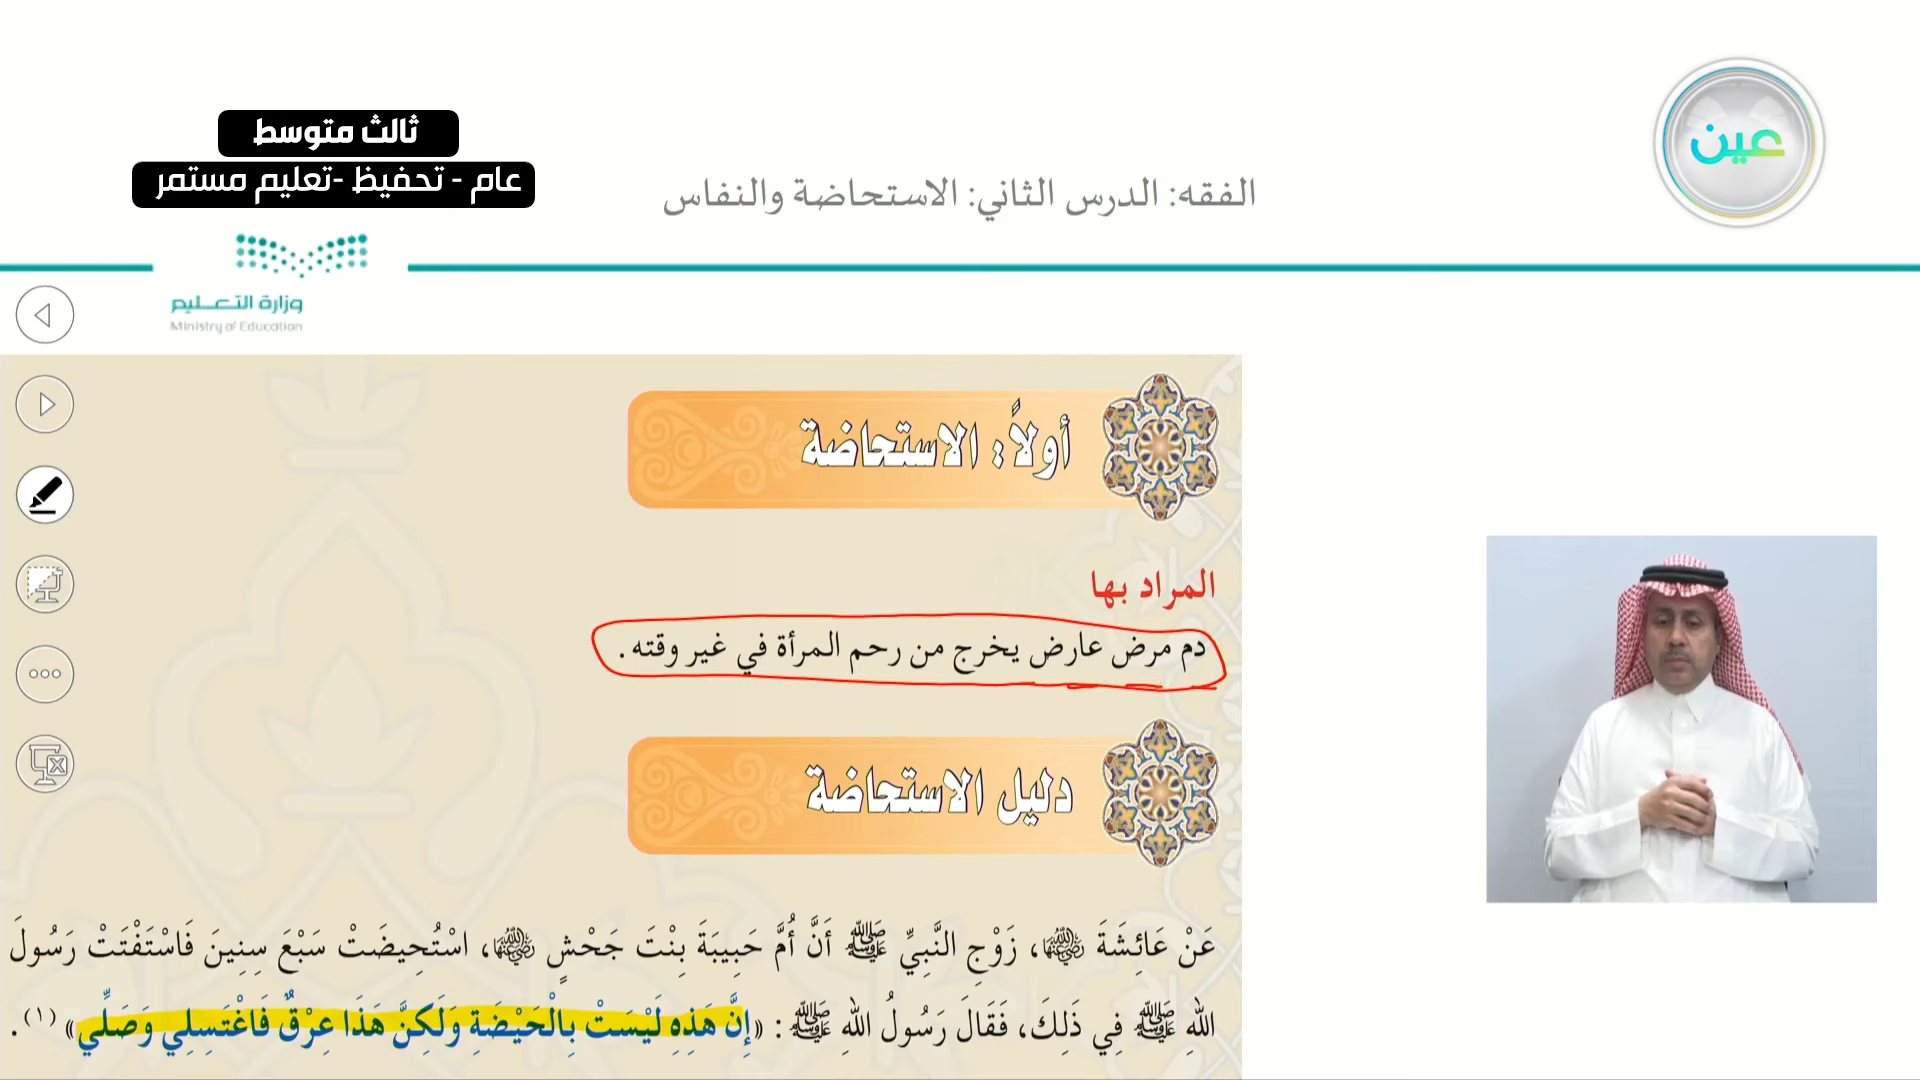 ثالث متوسط
عام - تحفيظ -تعليم مستمر
عين
الفقه: الدرس الثاني: الاستحاضة والنفاس
وزارة التعليم
Ministry of Education
أولاً: الاستحاضة
المراد بها
دم مرض عارض يخرج من رحم المرأة في غير وقته.
دليل الاستحاضة
عَنْ عَائِشَةَ رضي الله عنها، زَوْجِ النَّبِيِّ ﷺ أَنَّ أُمَّ حَبِيبَةَ بِنْتَ جَحْشٍ رضي الله عنها، اسْتُحِيضَتْ سَبْعَ سِنِينَ فَاسْتَفْتَتْ رَسُولَ
اللهِ ﷺ فِي ذَلِكَ، فَقَالَ رَسُولُ اللهِ ﷺ: «إِنَّ هَذِهِ لَيْسَتْ بِالْحَيْضَةِ وَلَكِنَّ هَذَا عِرْقٌ فَاغْتَسِلِي وَصَلِّي» (١).